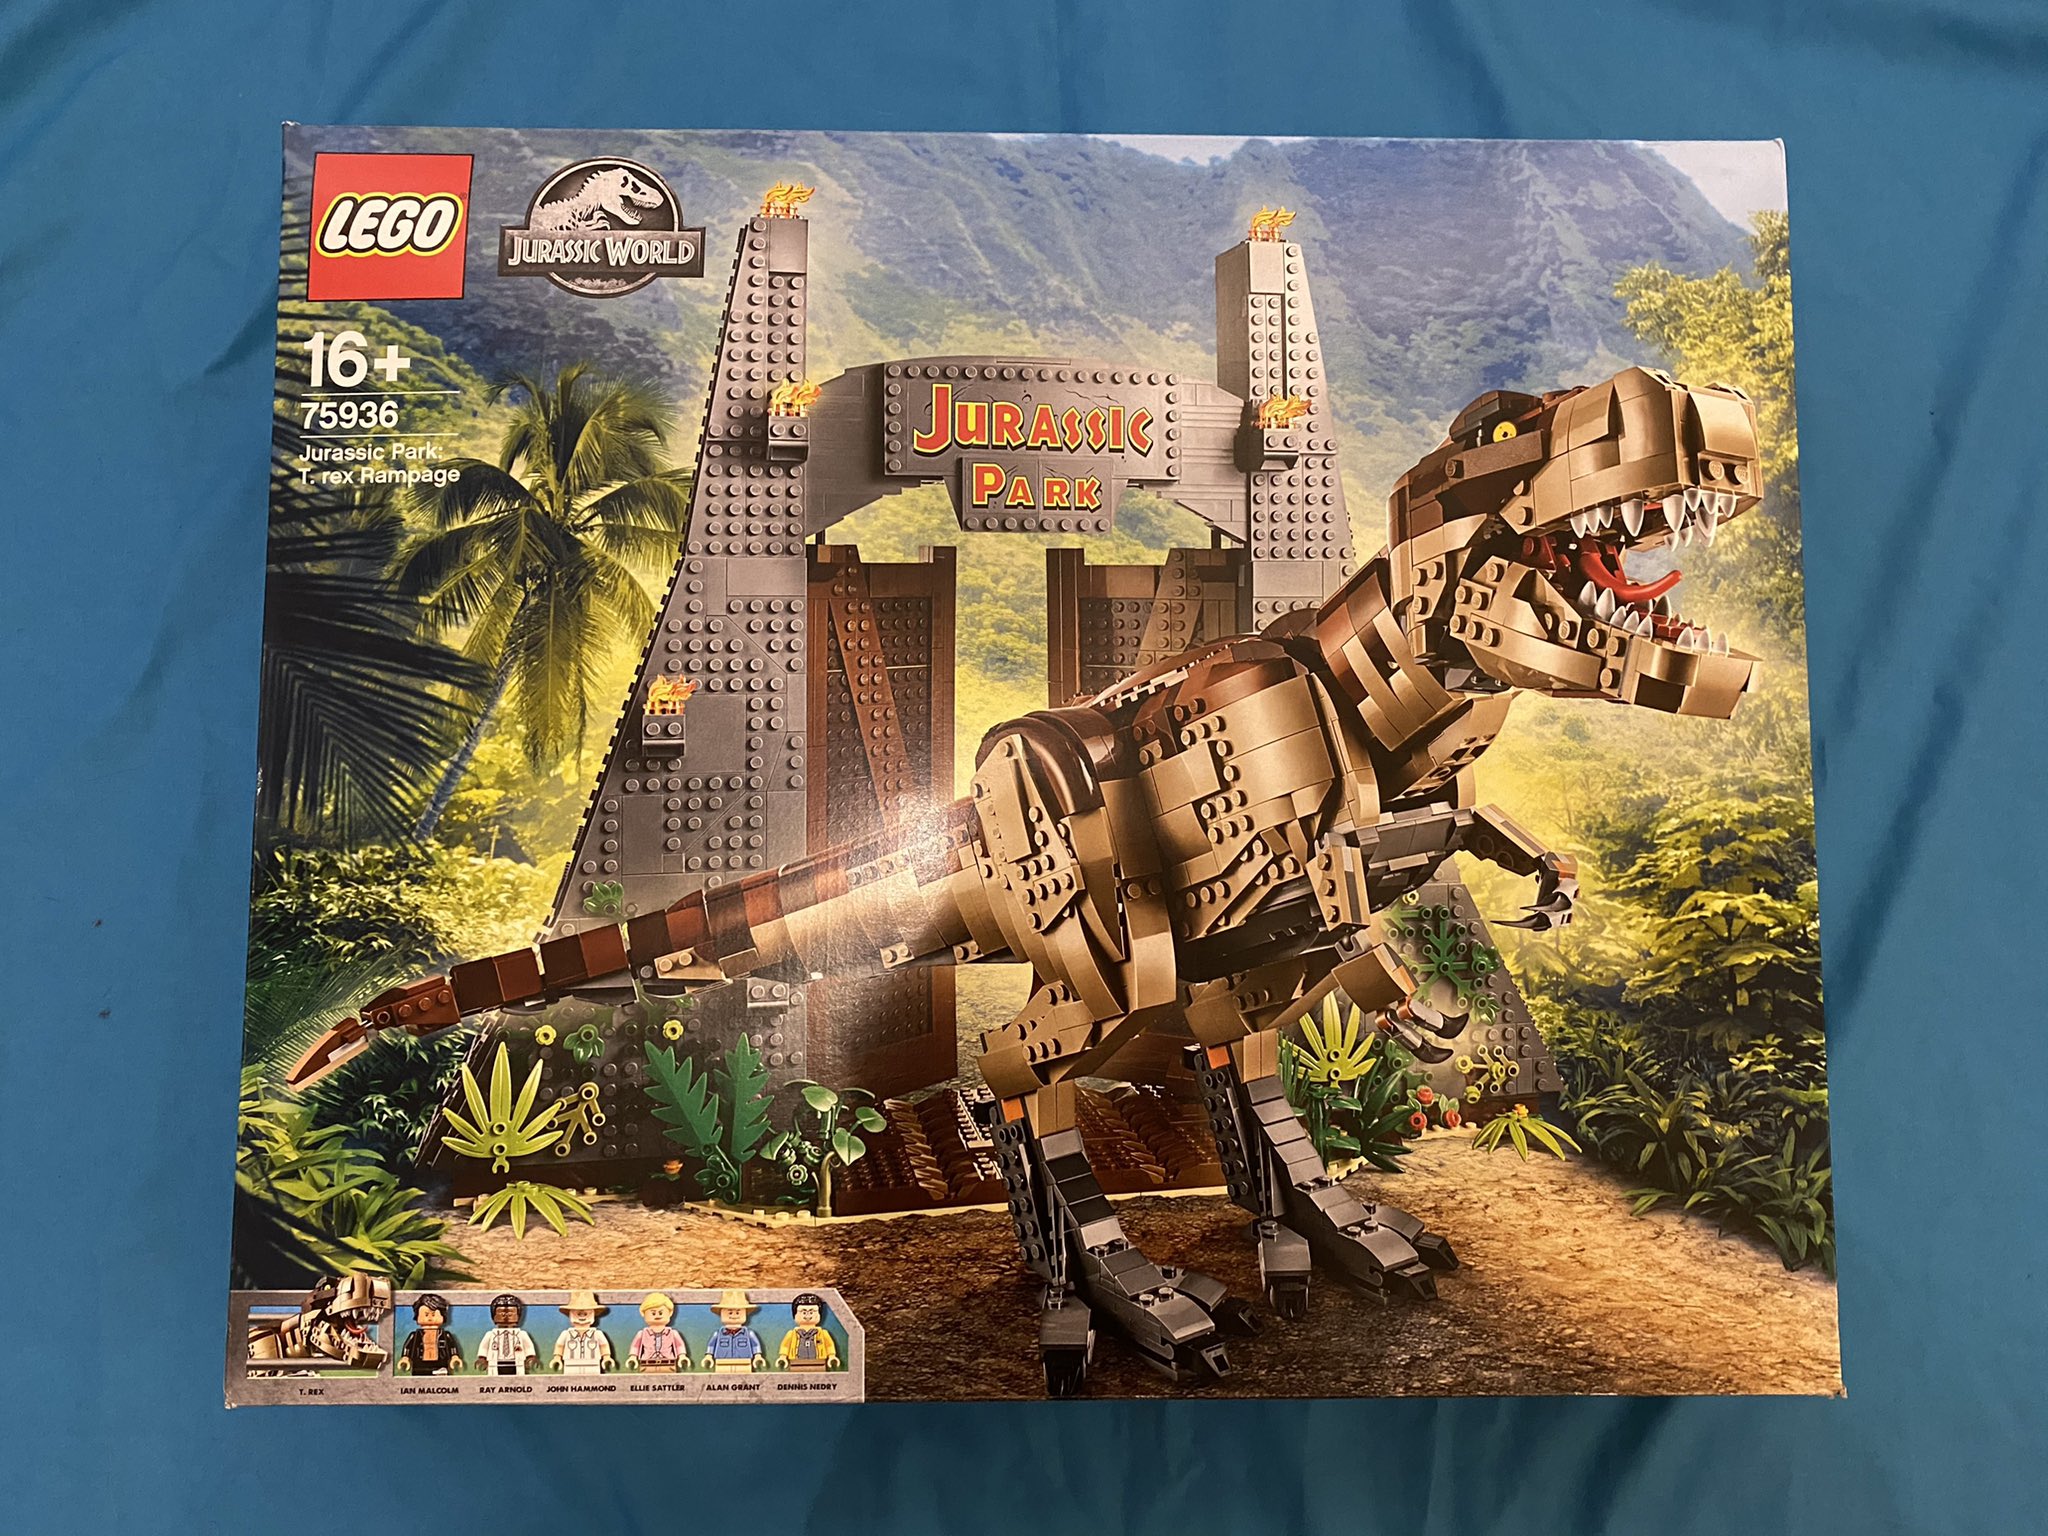 LEGO
JURASSIC WORLD
16+
75936
Jurassic Park:
T. rex Rampage
JURASSIC
PARK
T. REX
IAN MALCOLM
RAY ARNOLD
JOHN HAMMOND
ELLIE SATTLER
ALAN GRANT
DENNIS NEDRY